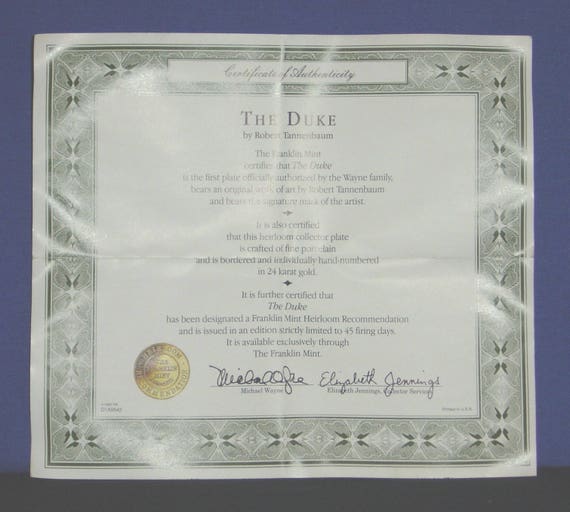 Certificate of Authenticity
THE DUKE
by Robert Tannenbaum
The Franklin Mint
certifies that The Duke
is the first plate officially authorized by the Wayne family,
bears an original work of art by Robert Tannenbaum
and bears the signature mark of the artist.
It is also certified
that this heirloom collector plate
is crafted of fine porcelain
and is bordered and individually hand-numbered
in 24 karat gold.
It is further certified that
The Duke
has been designated a Franklin Mint Heirloom Recommendation
and is issued in an edition strictly limited to 45 firing days.
It is available exclusively through
The Franklin Mint.
HEIRLOOM
THE
FRANKLIN
MINT
RECOMMENDATION
Elizabeth Jennings
Michael Wayne
Elizabeth Jennings, Collector Services